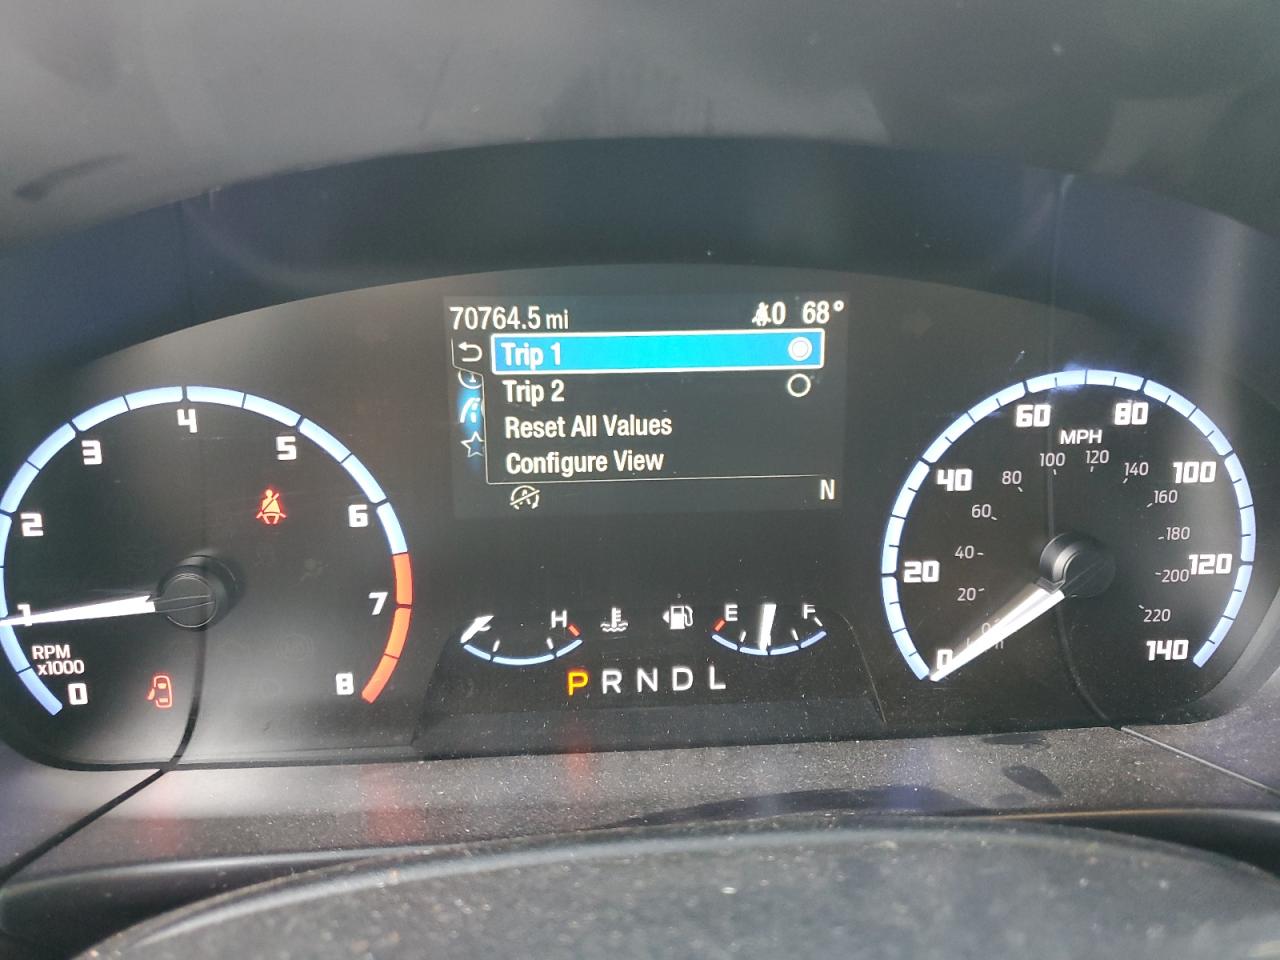 70764.5 mi 0 68°
Trip 1
Trip 2
Reset All Values
Configure View
N
0 1 2 3 4 5 6 7 8
RPM
x1000
H
E F
P R N D L
MPH
0 20 40 60 80 100 120 140
0 20 40 60 80 100 120 140 160 180 200 220